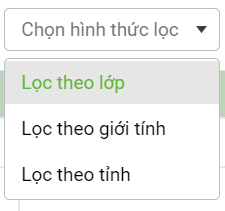 Chọn hình thức lọc
Lọc theo lớp
Lọc theo giới tính
Lọc theo tỉnh